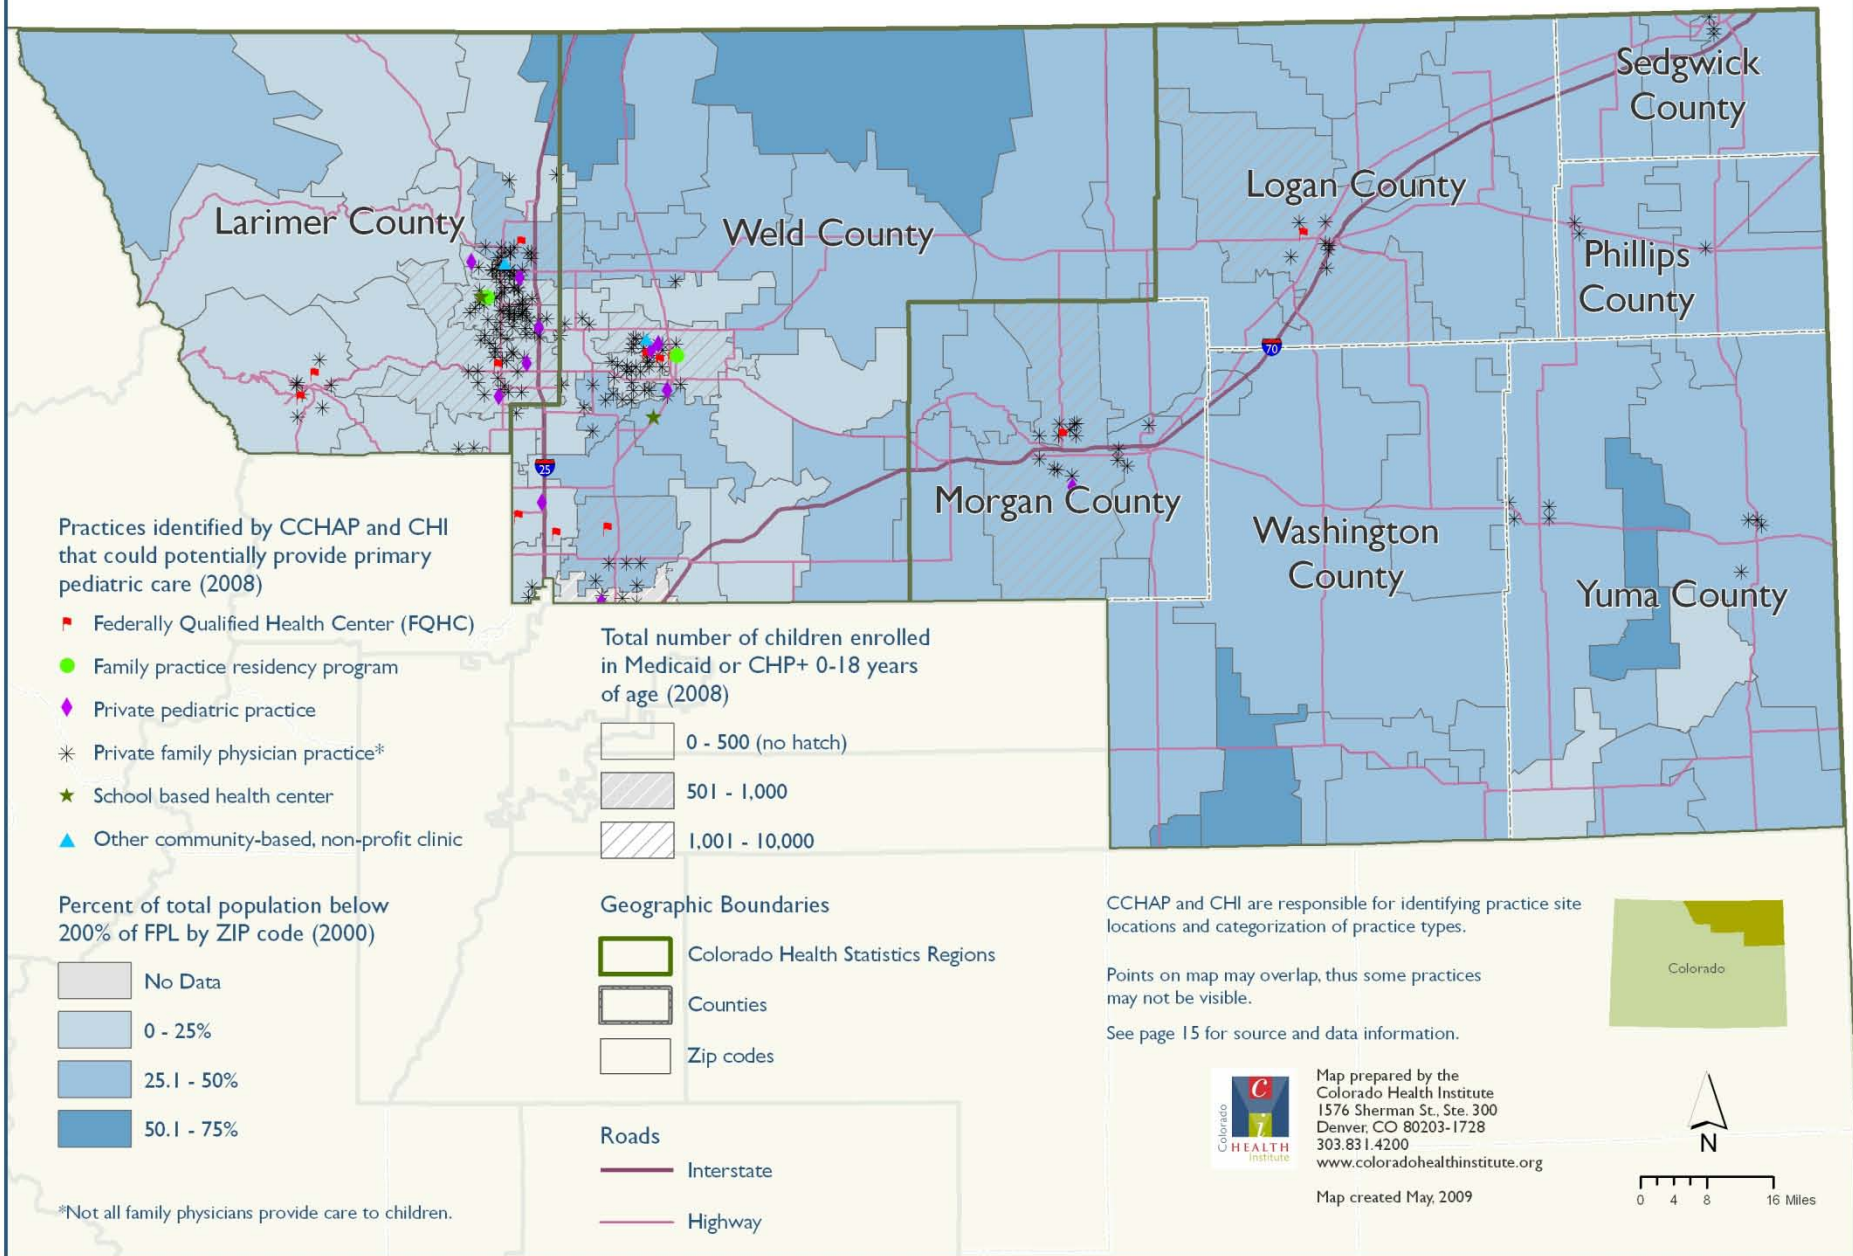 Sedgwick
County
Logan County
Larimer County
Weld County
Phillips
County
70
25
Morgan County
Washington
County
Yuma County
Practices identified by CCHAP and CHI
that could potentially provide primary
pediatric care (2008)
Federally Qualified Health Center (FQHC)
Family practice residency program
Private pediatric practice
Private family physician practice*
School based health center
Other community-based, non-profit clinic
Percent of total population below
200% of FPL by ZIP code (2000)
No Data
0 - 25%
25.1 - 50%
50.1 - 75%
*Not all family physicians provide care to children.
Total number of children enrolled
in Medicaid or CHP+ 0-18 years
of age (2008)
0 - 500 (no hatch)
501 - 1,000
1,001 - 10,000
Geographic Boundaries
Colorado Health Statistics Regions
Counties
Zip codes
Roads
Interstate
Highway
CCHAP and CHI are responsible for identifying practice site
locations and categorization of practice types.
Points on map may overlap, thus some practices
may not be visible.
See page 15 for source and data information.
Colorado
Colorado
c
i
HEALTH
Institute
Map prepared by the
Colorado Health Institute
1576 Sherman St., Ste. 300
Denver, CO 80203-1728
303.831.4200
www.coloradohealthinstitute.org
Map created May, 2009
N
0 4 8 16 Miles